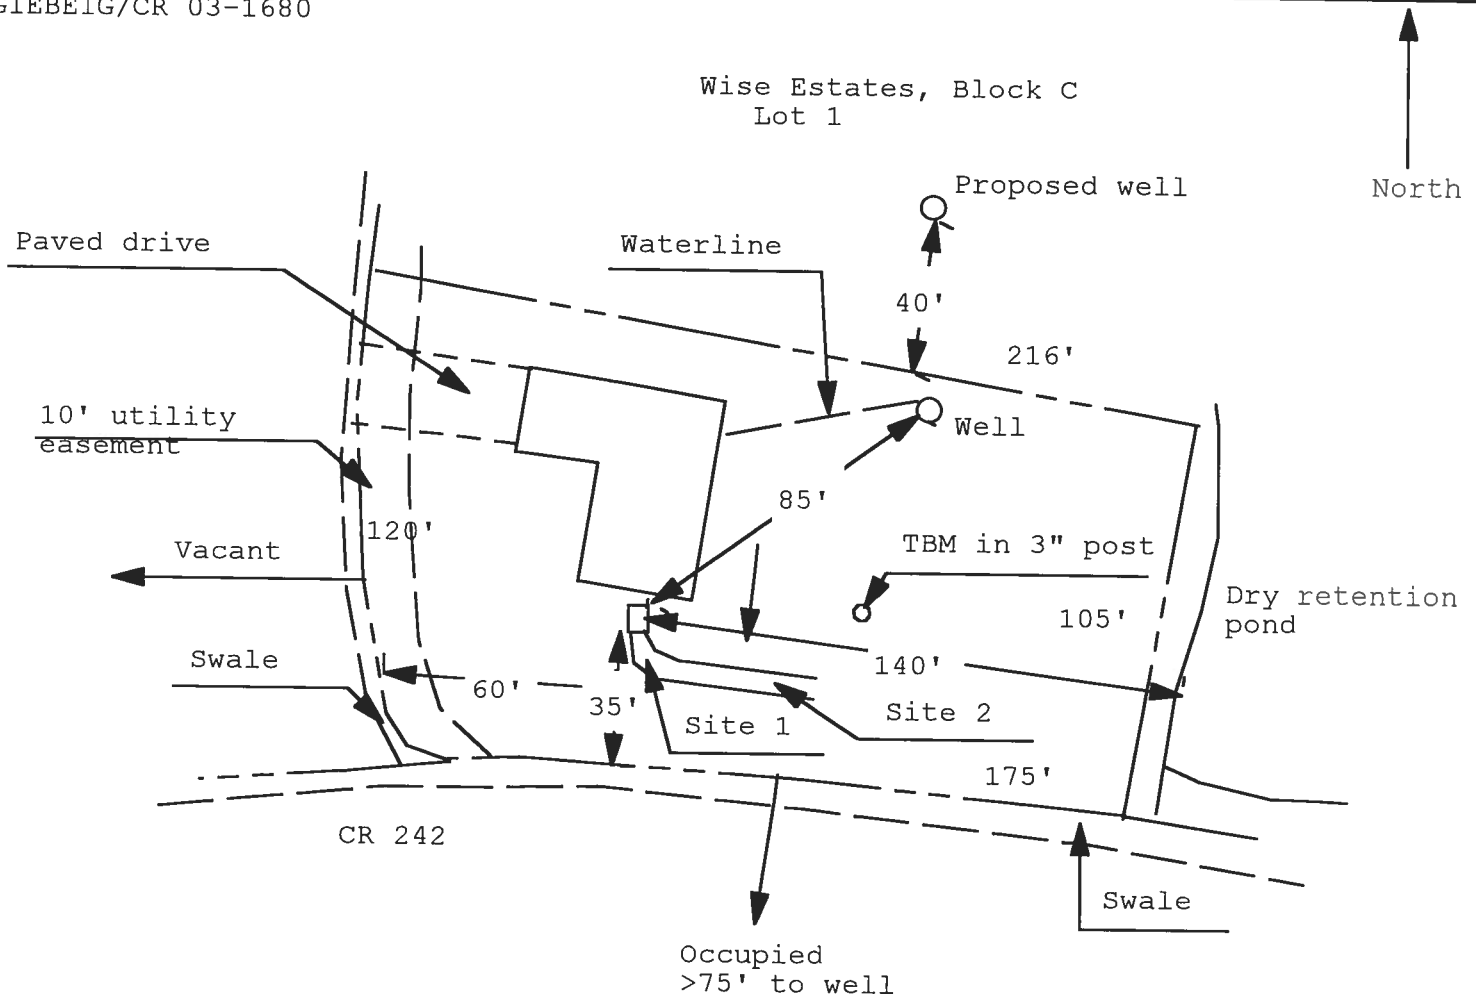 GIEBEIG/CR 03-1680
Wise Estates, Block C
Lot 1
North
Proposed well
Paved drive
Waterline
40'
216'
10' utility
easement
Well
85'
120'
Vacant
TBM in 3" post
Dry retention
pond
105'
Swale
140'
60'
35'
Site 1
Site 2
175'
CR 242
Swale
Occupied
>75' to well